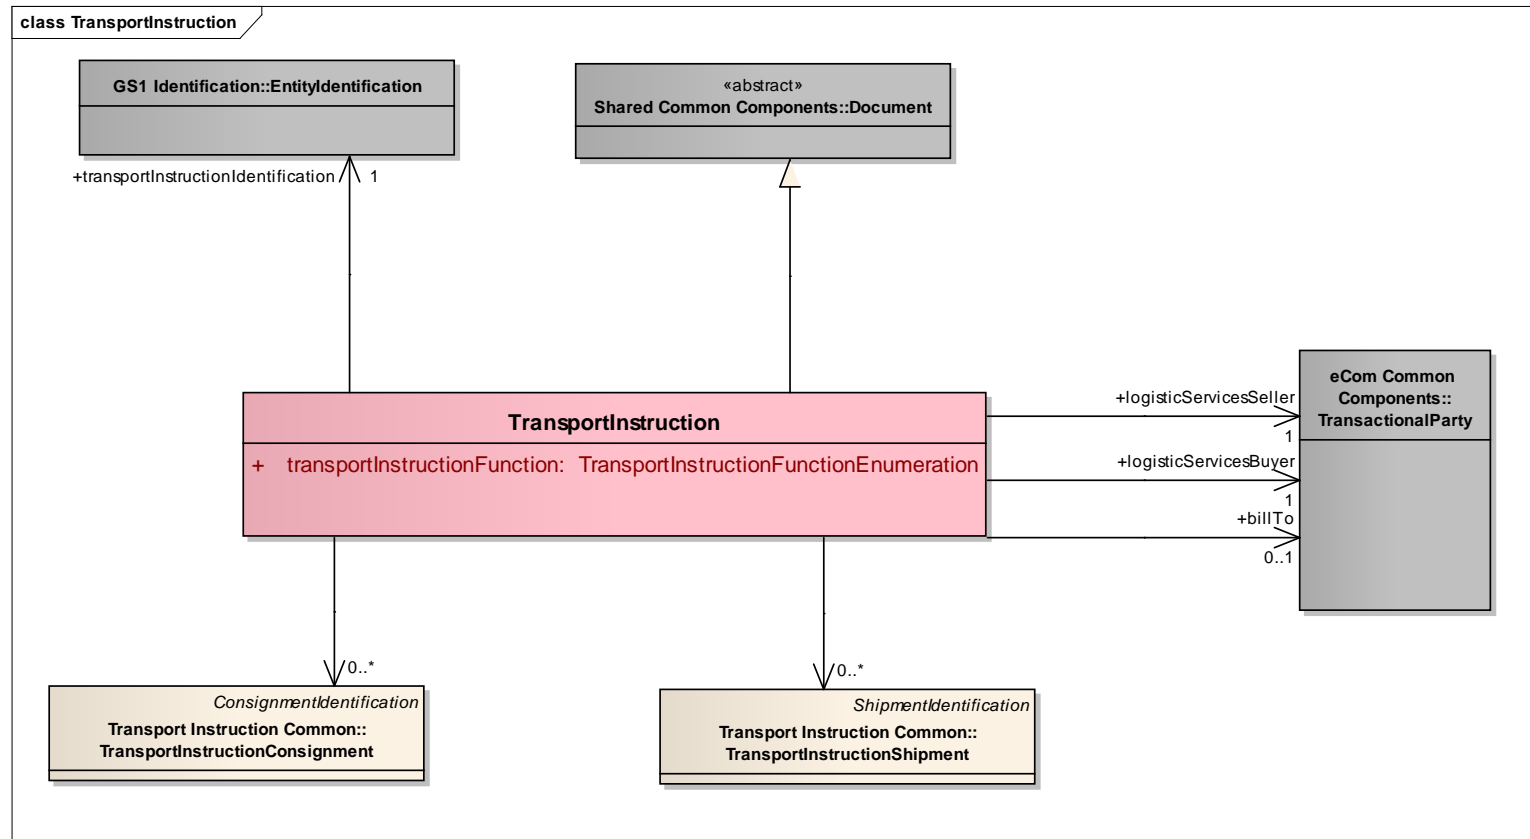 class TransportInstruction
GS1 Identification::EntityIdentification
«abstract»
Shared Common Components::Document
+transportInstructionIdentification
1
eCom Common
Components::
TransactionalParty
+logisticServicesSeller
1
TransportInstruction
+ transportInstructionFunction: TransportInstructionFunctionEnumeration
+logisticServicesBuyer
1
+billTo
0..1
0..*
0..*
ConsignmentIdentification
Transport Instruction Common::
TransportInstructionConsignment
ShipmentIdentification
Transport Instruction Common::
TransportInstructionShipment